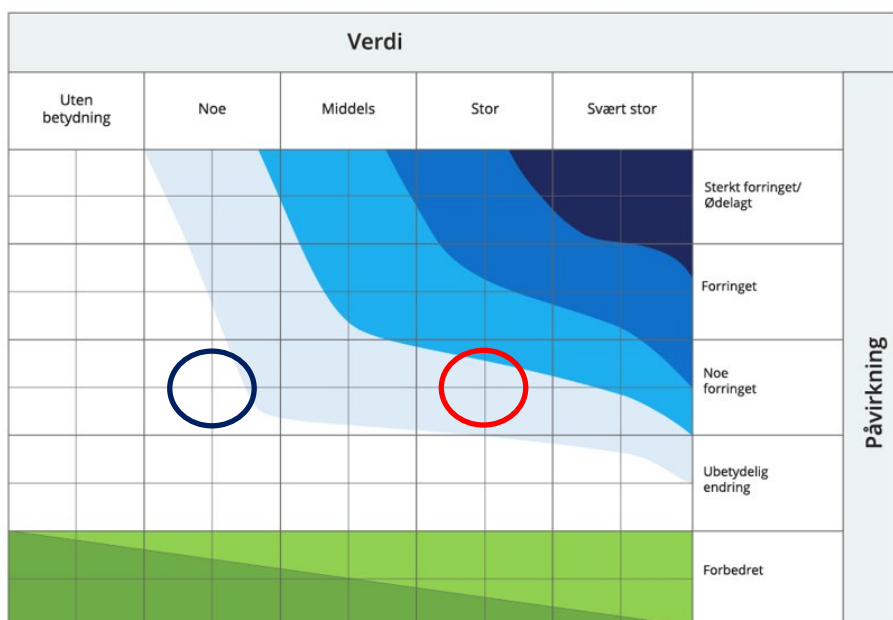 Verdi
Uten
betydning
Noe
Middels
Stor
Svært stor
Sterkt forringet/
Ødelagt
Forringet
Noe
forringet
Ubetydelig
endring
Forbedret
Påvirkning